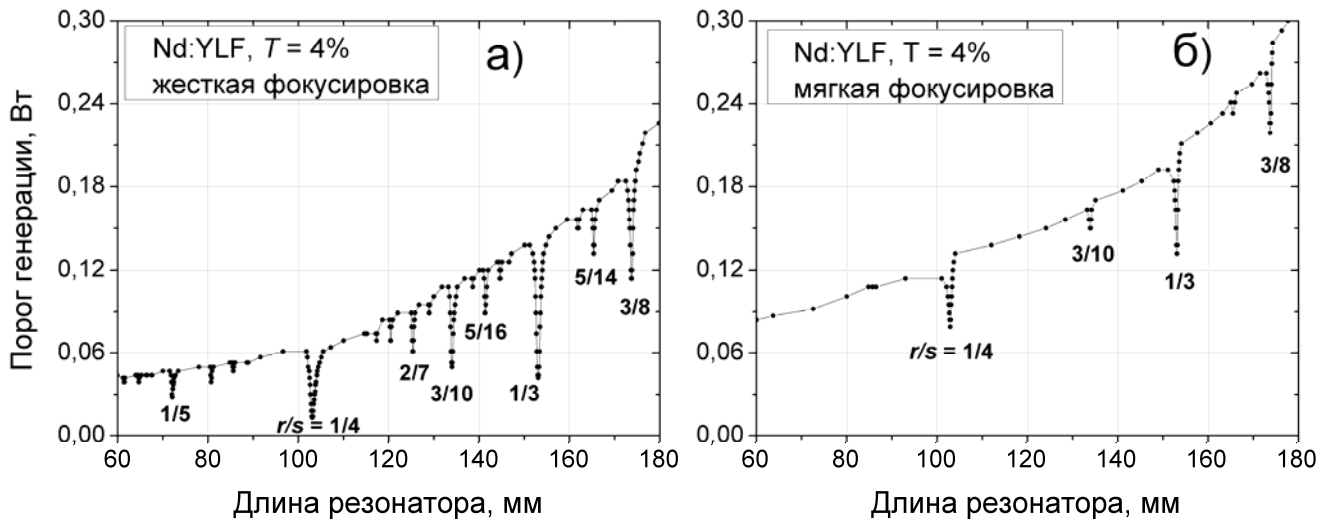 Порог генерации, Вт
0,30
0,24
0,18
0,12
0,06
0,00
Nd:YLF, T = 4%
жесткая фокусировка
а)
1/5
r/s = 1/4
2/7
3/10
5/16
1/3
5/14
3/8
60 80 100 120 140 160 180
Длина резонатора, мм
0,30
0,24
0,18
0,12
0,06
0,00
Nd:YLF, T = 4%
мягкая фокусировка
б)
r/s = 1/4
3/10
1/3
3/8
60 80 100 120 140 160 180
Длина резонатора, мм